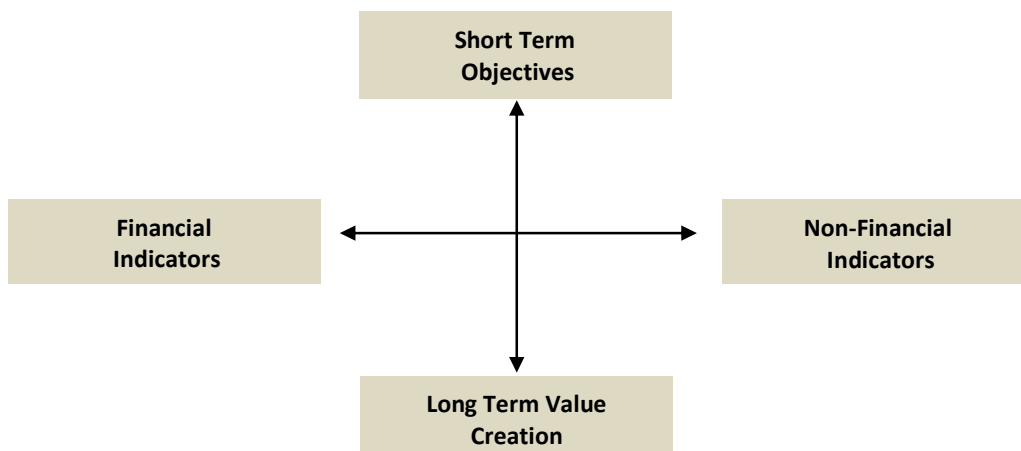 Short Term
Objectives
Financial
Indicators
Non-Financial
Indicators
Long Term Value
Creation